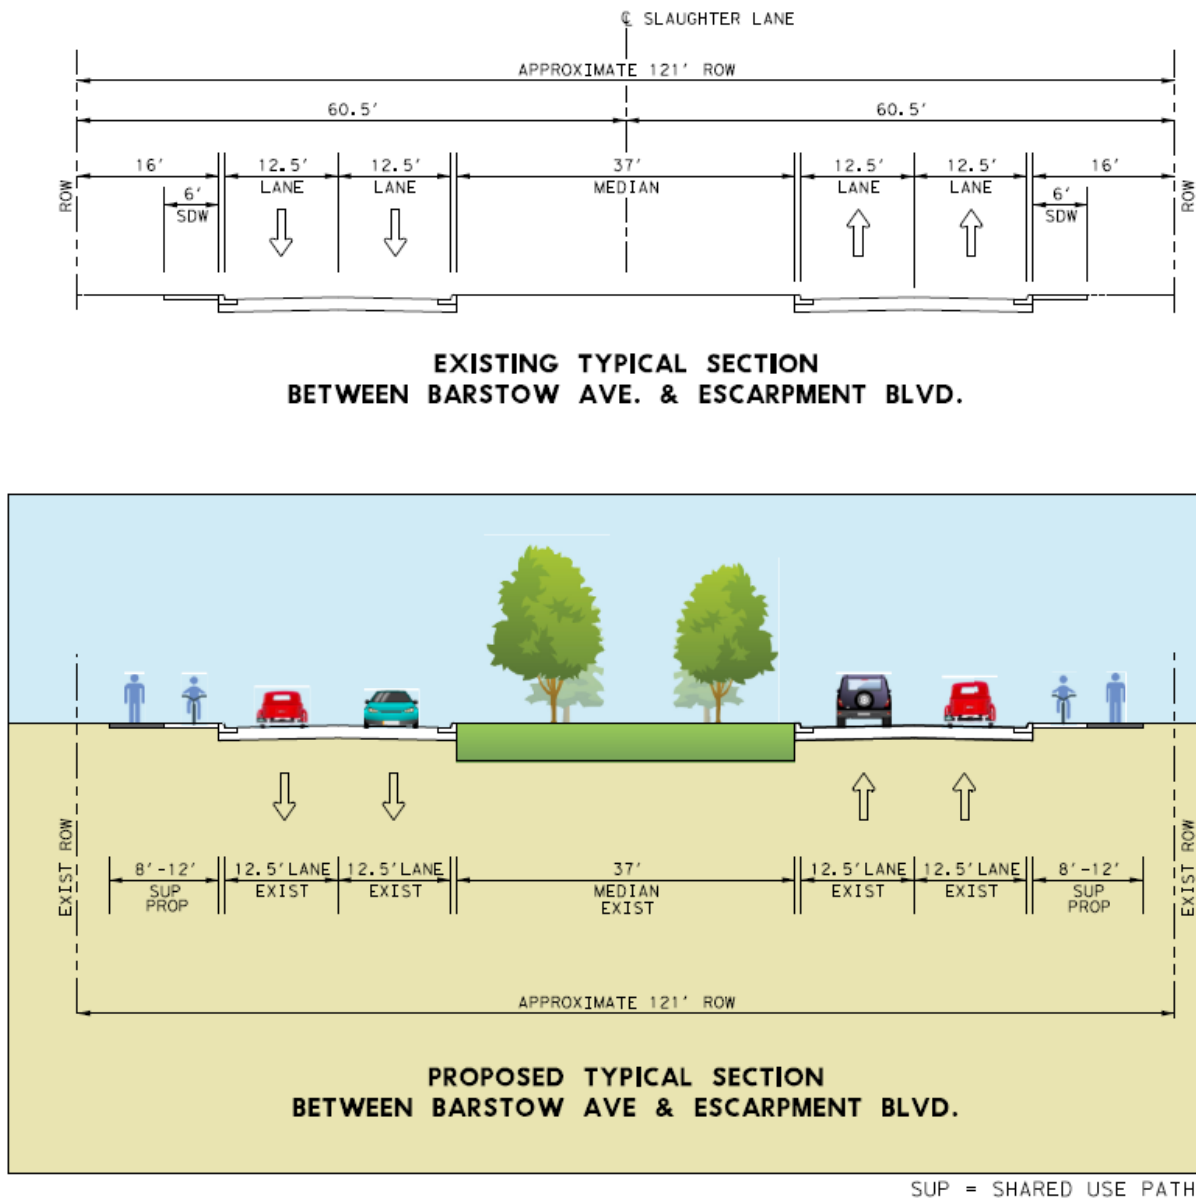 ℄ SLAUGHTER LANE
APPROXIMATE 121' ROW
60.5' 60.5'
16' 12.5' 12.5' 37' 12.5' 12.5' 16'
LANE LANE MEDIAN LANE LANE
6' 6'
SDW SDW
ROW ROW
EXISTING TYPICAL SECTION
BETWEEN BARSTOW AVE. & ESCARPMENT BLVD.
EXIST ROW EXIST ROW
8'-12' 12.5'LANE 12.5'LANE 37' 12.5'LANE 12.5'LANE 8'-12'
SUP EXIST EXIST MEDIAN EXIST EXIST SUP
PROP EXIST PROP
APPROXIMATE 121' ROW
PROPOSED TYPICAL SECTION
BETWEEN BARSTOW AVE & ESCARPMENT BLVD.
SUP = SHARED USE PATH